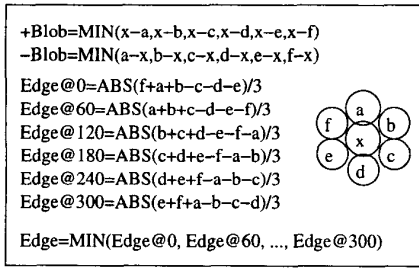 +Blob=MIN(x−a,x−b,x−c,x−d,x−e,x−f)
−Blob=MIN(a−x,b−x,c−x,d−x,e−x,f−x)
Edge@0=ABS(f+a+b−c−d−e)/3
Edge@60=ABS(a+b+c−d−e−f)/3
Edge@120=ABS(b+c+d−e−f−a)/3
Edge@180=ABS(c+d+e−f−a−b)/3
Edge@240=ABS(d+e+f−a−b−c)/3
Edge@300=ABS(e+f+a−b−c−d)/3
Edge=MIN(Edge@0, Edge@60, ..., Edge@300)
a
f b
x
e c
d